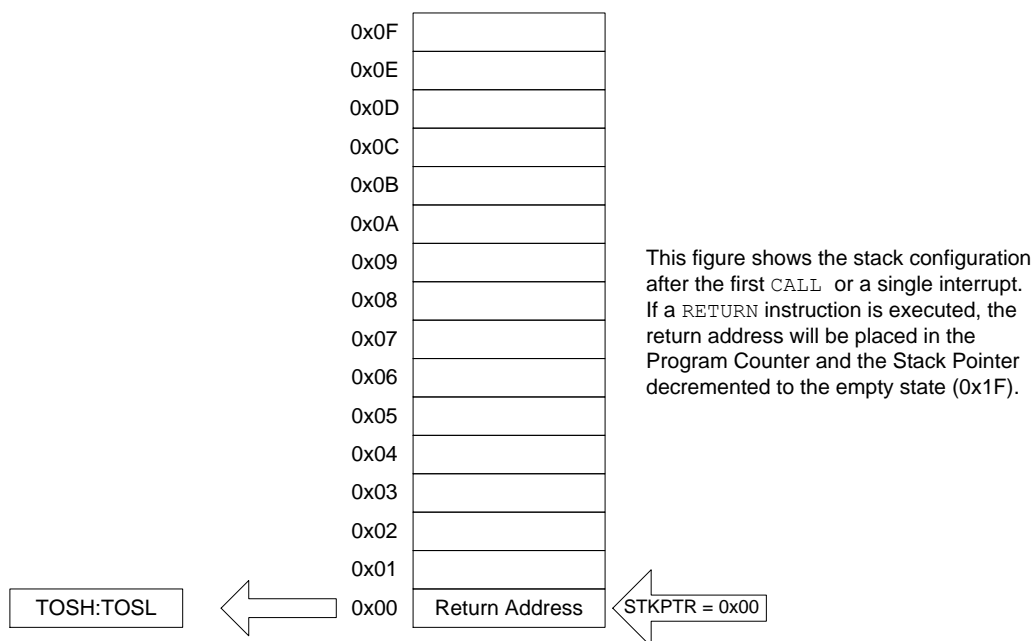 0x0F
0x0E
0x0D
0x0C
0x0B
0x0A
0x09
0x08
0x07
0x06
0x05
0x04
0x03
0x02
0x01
This figure shows the stack configuration
after the first CALL or a single interrupt.
If a RETURN instruction is executed, the
return address will be placed in the
Program Counter and the Stack Pointer
decremented to the empty state (0x1F).
TOSH:TOSL
0x00
Return Address
STKPTR = 0x00